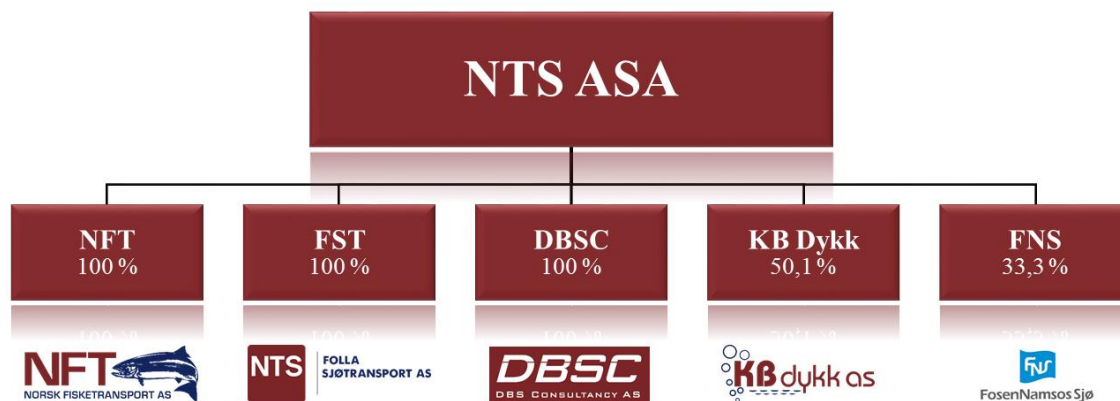 NTS ASA
NFT
100 %
FST
100 %
DBSC
100 %
KB Dykk
50,1 %
FNS
33,3 %
NFT
NORSK FISKETRANSPORT AS
NTS
FOLLA
SJØTRANSPORT AS
DBSC
DBS CONSULTANCY AS
KB dykk as
FNS
FosenNamsos Sjø